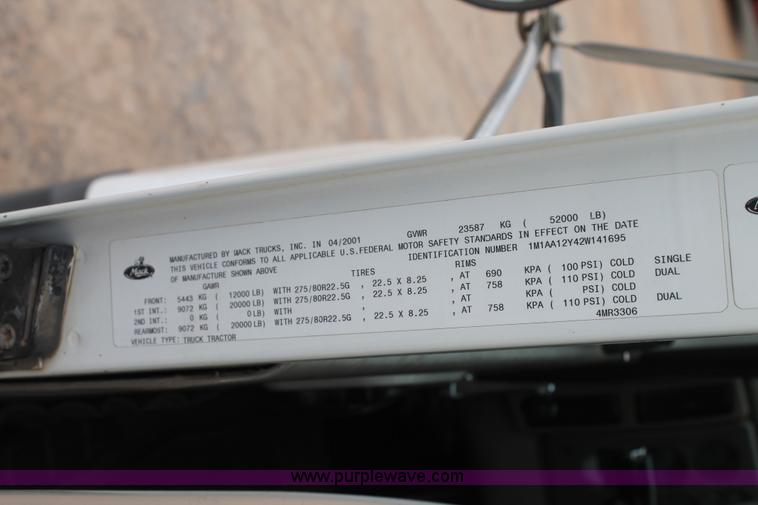 Mack
MANUFACTURED BY MACK TRUCKS, INC. IN 04/2001 GVWR 23587 KG ( 52000 LB)
THIS VEHICLE CONFORMS TO ALL APPLICABLE U.S.FEDERAL MOTOR SAFETY STANDARDS IN EFFECT ON THE DATE
OF MANUFACTURE SHOWN ABOVE IDENTIFICATION NUMBER 1M1AA12Y42W141695
GAWR TIRES RIMS
FRONT: 5443 KG ( 12000 LB) WITH 275/80R22.5G , 22.5 X 8.25 , AT 690 KPA ( 100 PSI) COLD SINGLE
1ST INT.: 9072 KG ( 20000 LB) WITH 275/80R22.5G , 22.5 X 8.25 , AT 758 KPA ( 110 PSI) COLD DUAL
2ND INT.: 0 KG ( 0 LB) WITH , , AT KPA ( PSI) COLD
REARMOST: 9072 KG ( 20000 LB) WITH 275/80R22.5G , 22.5 X 8.25 , AT 758 KPA ( 110 PSI) COLD DUAL
VEHICLE TYPE: TRUCK TRACTOR 4MR3306
www.purplewave.com